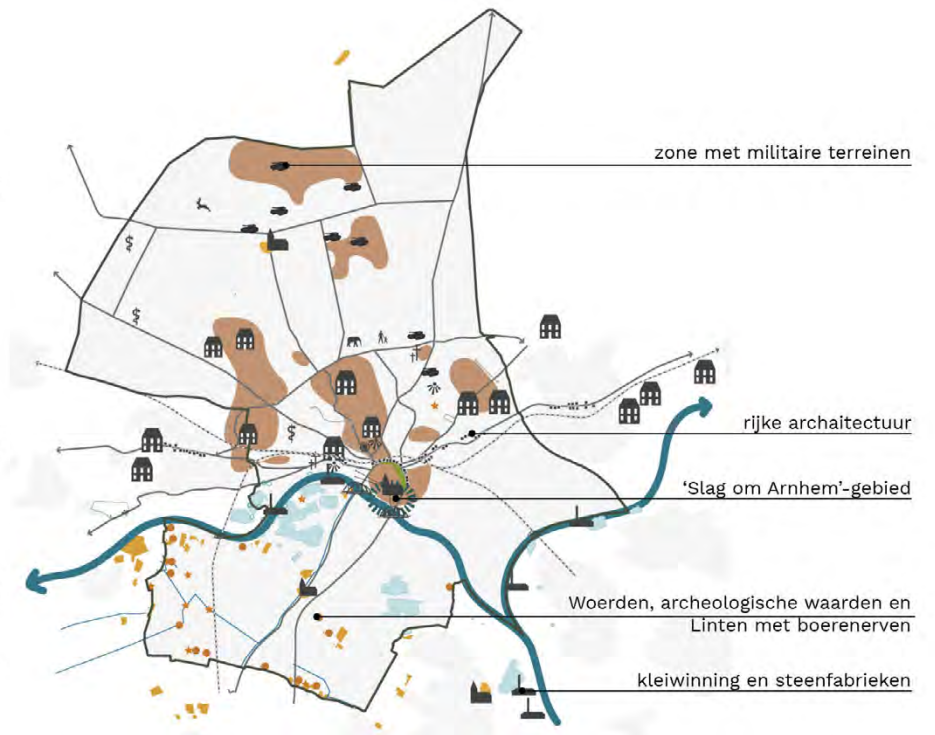 zone met militaire terreinen
rijke archaitectuur
‘Slag om Arnhem’-gebied
Woerden, archeologische waarden en
Linten met boerenerven
kleiwinning en steenfabrieken